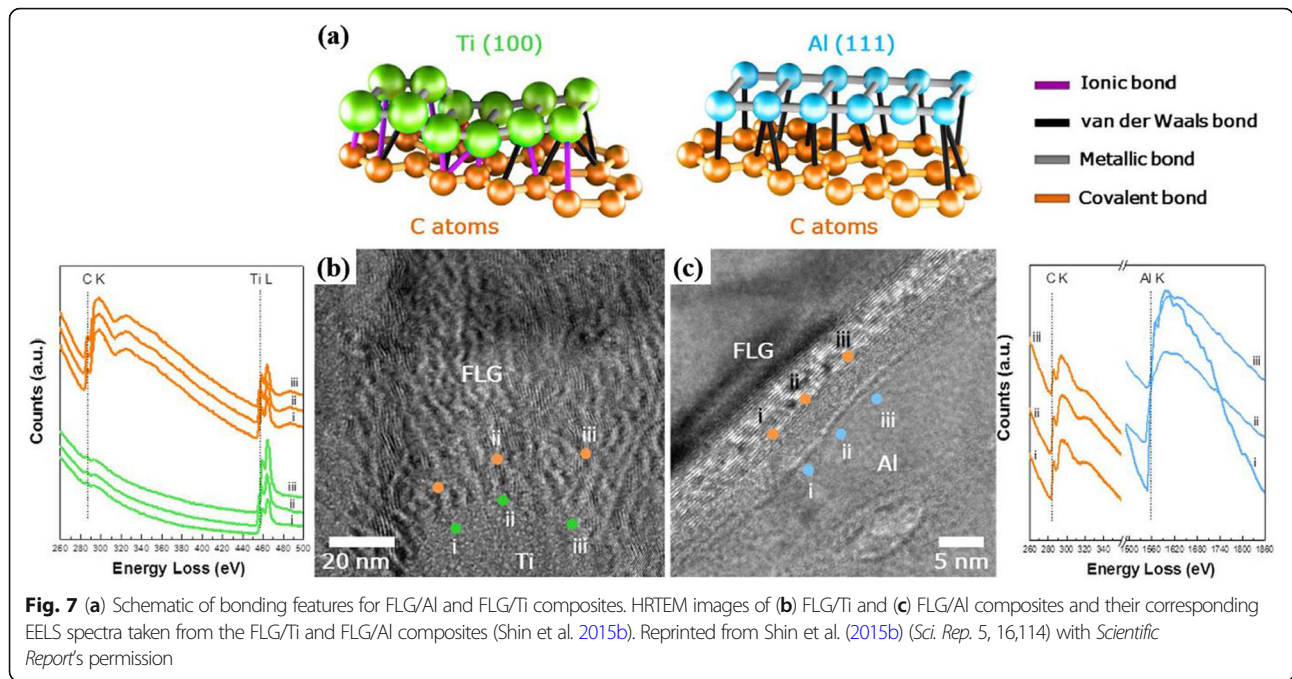 (a)
Ti (100)
Al (111)
Ionic bond
van der Waals bond
Metallic bond
Covalent bond
C atoms
C atoms
C K
Ti L
iii
ii
i
iii
ii
i
Counts (a.u.)
260 280 300 320 340 360 380 400 420 440 460 480 500
Energy Loss (eV)
(b)
FLG
ii
iii
i
ii
iii
Ti
20 nm
(c)
FLG
iii
ii
i
iii
ii
i
Al
5 nm
C K
Al K
iii
ii
i
iii
ii
i
Counts (a.u.)
260 280 300 320 340 1500 1560 1620 1680 1740 1800 1860
Energy Loss (eV)
Fig. 7 (a) Schematic of bonding features for FLG/Al and FLG/Ti composites. HRTEM images of (b) FLG/Ti and (c) FLG/Al composites and their corresponding
EELS spectra taken from the FLG/Ti and FLG/Al composites (Shin et al. 2015b). Reprinted from Shin et al. (2015b) (Sci. Rep. 5, 16,114) with Scientific
Report's permission